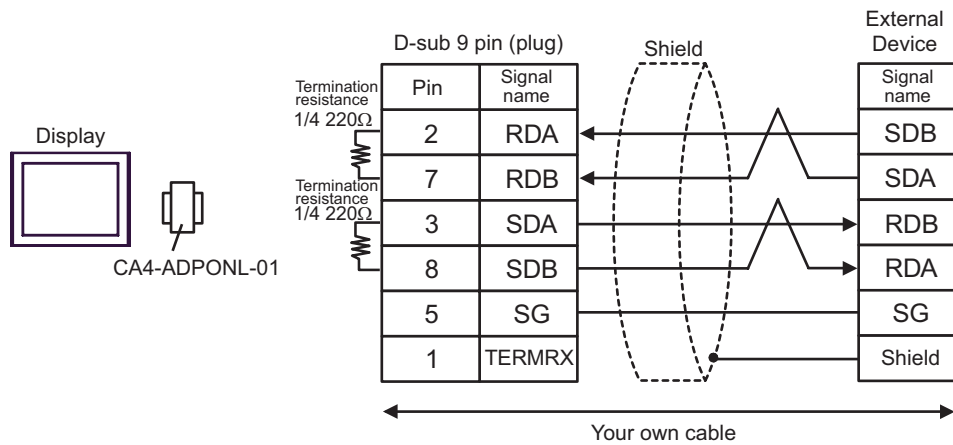 Display
CA4-ADPONL-01
D-sub 9 pin (plug)
Shield
External
Device
Termination
resistance
1/4 220Ω
Termination
resistance
1/4 220Ω
Pin
Signal
name
Signal
name
2 RDA SDB
7 RDB SDA
3 SDA RDB
8 SDB RDA
5 SG SG
1 TERMRX Shield
Your own cable